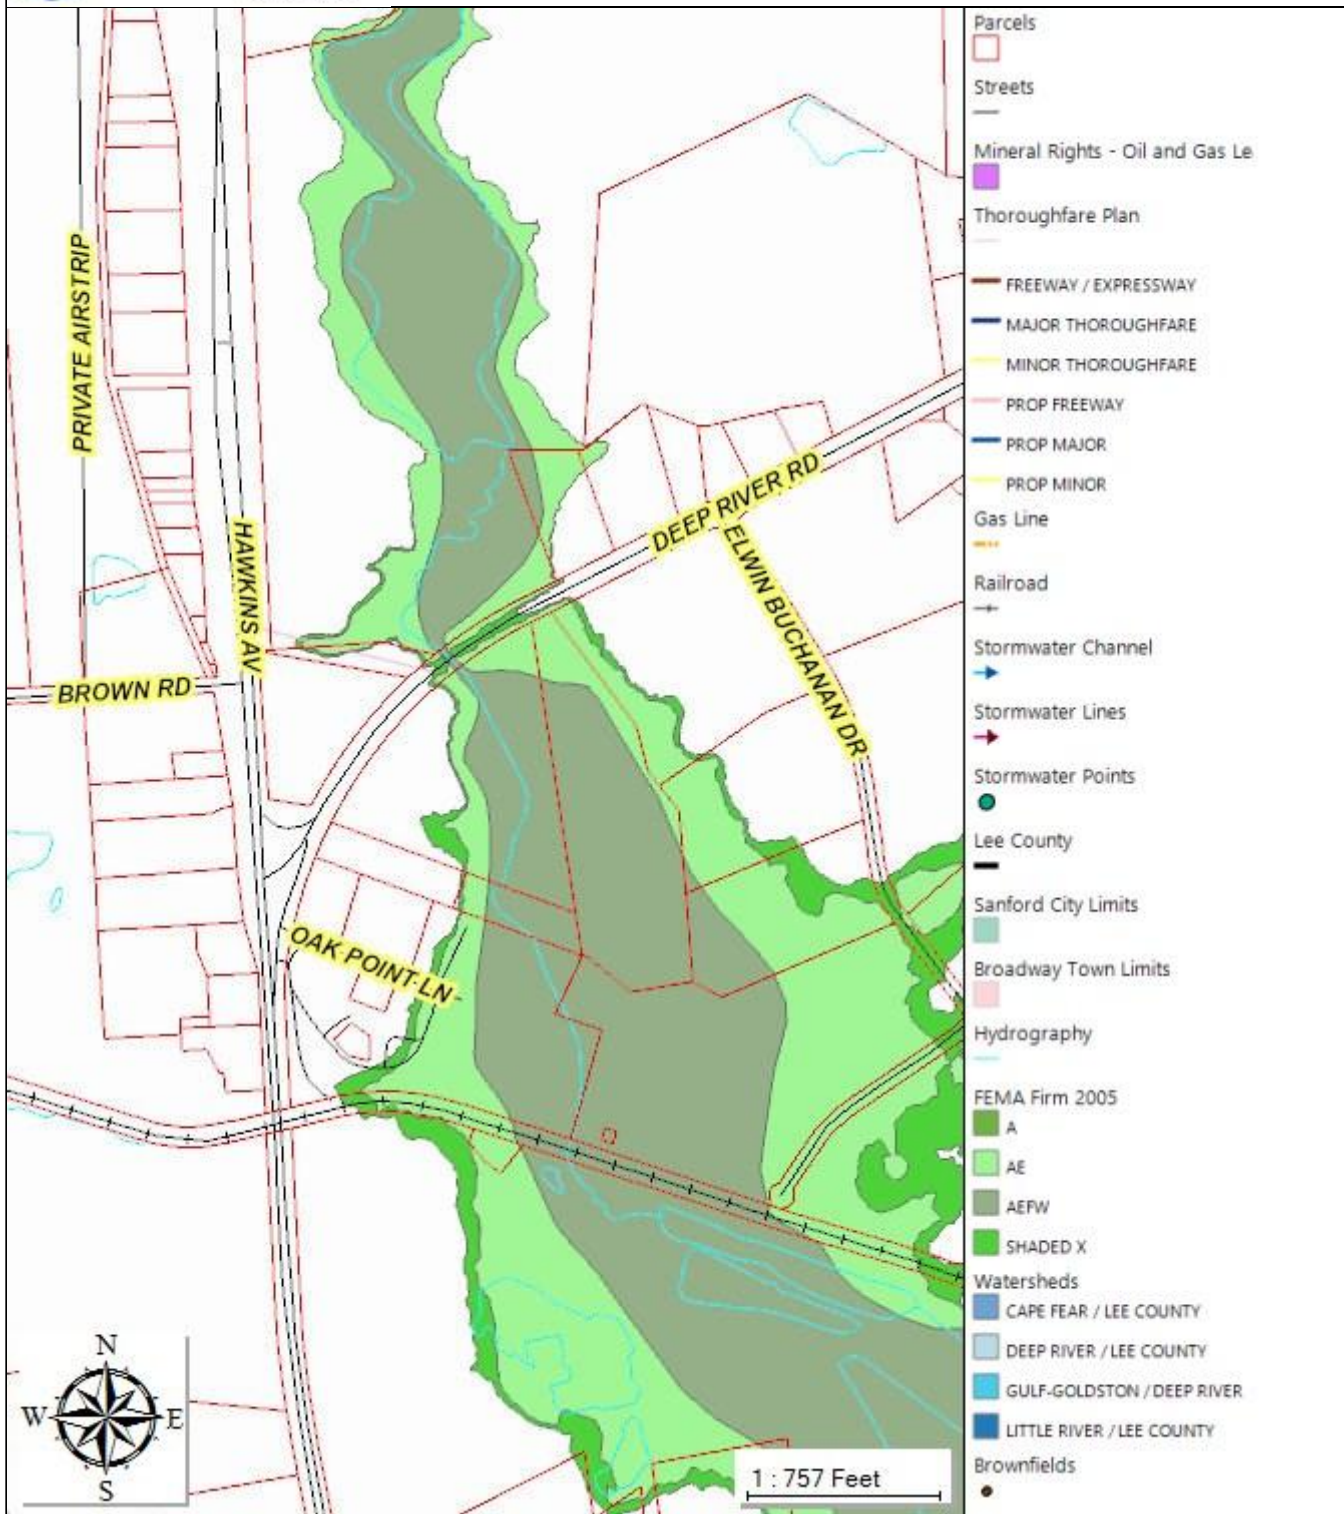 PRIVATE AIRSTRIP
HAWKINS AV
BROWN RD
DEEP RIVER RD
ELWIN BUCHANAN DR
OAK POINT LN
N
W
E
S
1 : 757 Feet
Parcels
Streets
Mineral Rights - Oil and Gas Le
Thoroughfare Plan
FREEWAY / EXPRESSWAY
MAJOR THOROUGHFARE
MINOR THOROUGHFARE
PROP FREEWAY
PROP MAJOR
PROP MINOR
Gas Line
Railroad
Stormwater Channel
Stormwater Lines
Stormwater Points
Lee County
Sanford City Limits
Broadway Town Limits
Hydrography
FEMA Firm 2005
A
AE
AEFW
SHADED X
Watersheds
CAPE FEAR / LEE COUNTY
DEEP RIVER / LEE COUNTY
GULF-GOLDSTON / DEEP RIVER
LITTLE RIVER / LEE COUNTY
Brownfields